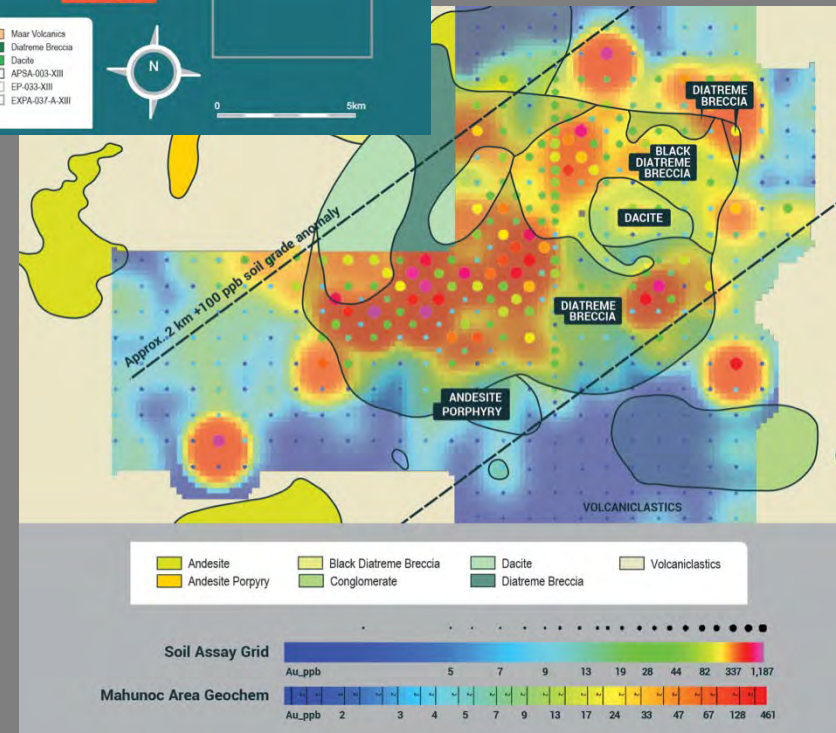 Maar Volcanics
Diatreme Breccia
Dacite
APSA-003-XIII
EP-033-XIII
EXPA-037-A-XIII
N
0 5km
DIATREME
BRECCIA
BLACK
DIATREME
BRECCIA
DACITE
Approx..2 km +100 ppb soil grade anomaly
DIATREME
BRECCIA
ANDESITE
PORPHYRY
VOLCANICLASTICS
Andesite Black Diatreme Breccia Dacite Volcaniclastics
Andesite Porpyry Conglomerate Diatreme Breccia
Soil Assay Grid
Au_ppb 5 7 9 13 19 28 44 82 337 1,187
Mahunoc Area Geochem
Au_ppb 2 3 4 5 7 9 13 17 24 33 47 67 128 461